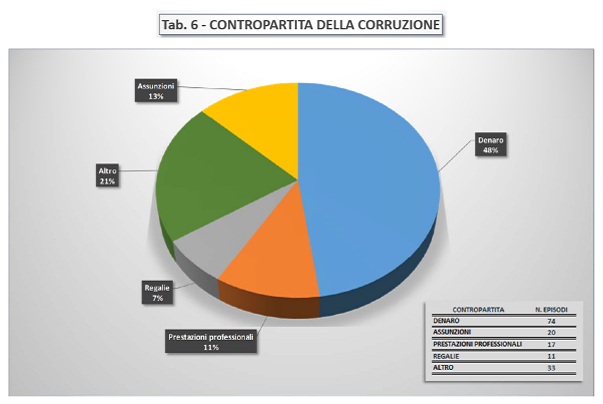 Tab. 6 - CONTROPARTITA DELLA CORRUZIONE
Assunzioni
13%
Denaro
48%
Altro
21%
Regalie
7%
Prestazioni professionali
11%
CONTROPARTITA N. EPISODI
DENARO 74
ASSUNZIONI 20
PRESTAZIONI PROFESSIONALI 17
REGALIE 11
ALTRO 33